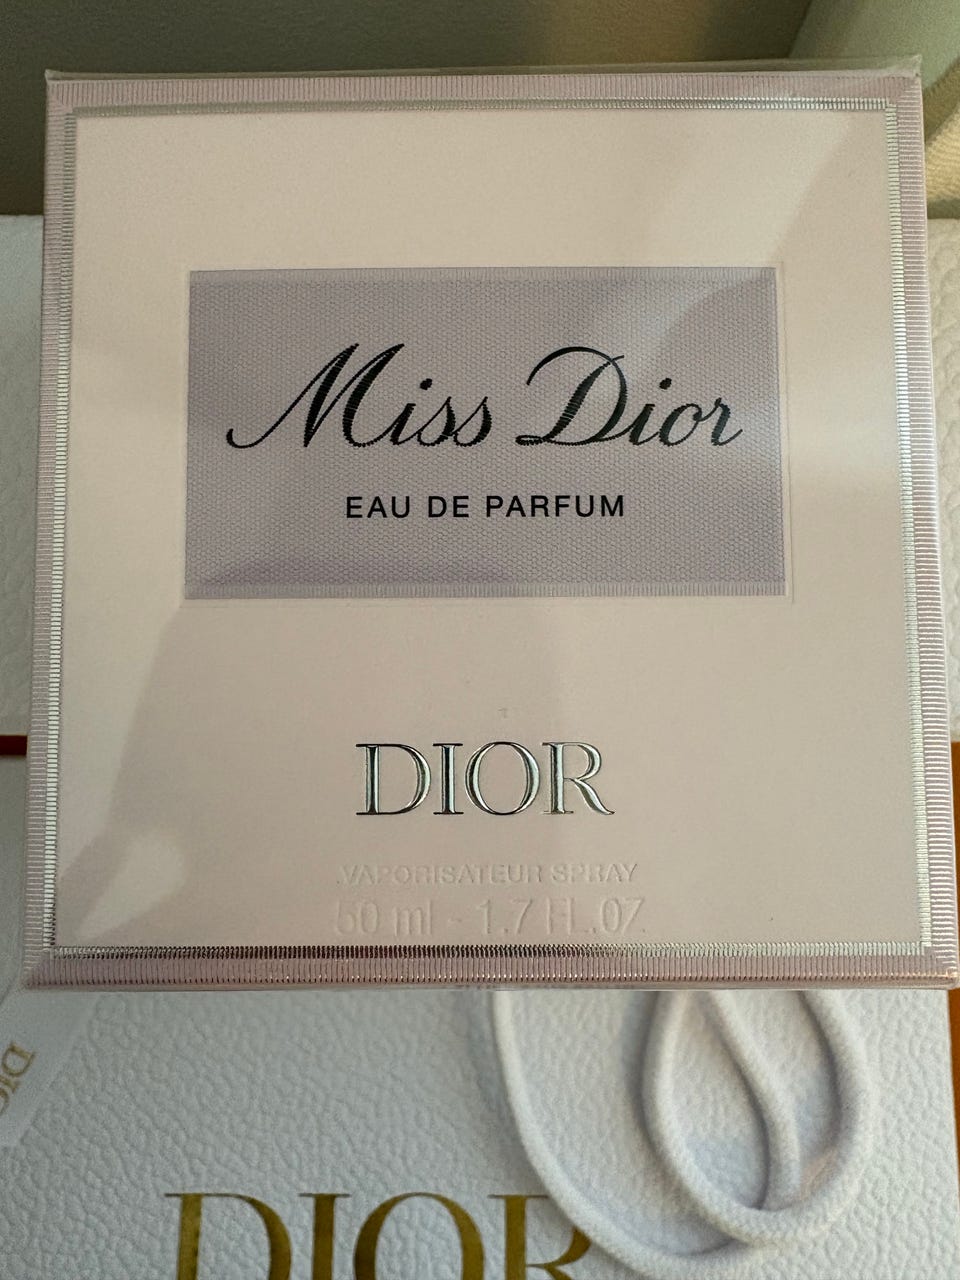 Miss Dior
EAU DE PARFUM
DIOR
VAPORISATEUR SPRAY
50 ml - 1.7 FL.OZ
DIOR